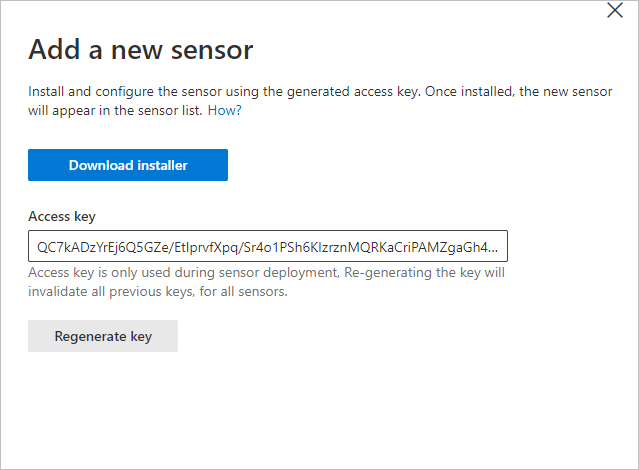 Add a new sensor
Install and configure the sensor using the generated access key. Once installed, the new sensor
will appear in the sensor list. How?
Download installer
Access key
QC7kADzYrEj6Q5GZe/EtIprvfXpq/Sr4o1PSh6KIzrznMQRKaCriPAMZgaGh4...
Access key is only used during sensor deployment, Re-generating the key will
invalidate all previous keys, for all sensors.
Regenerate key